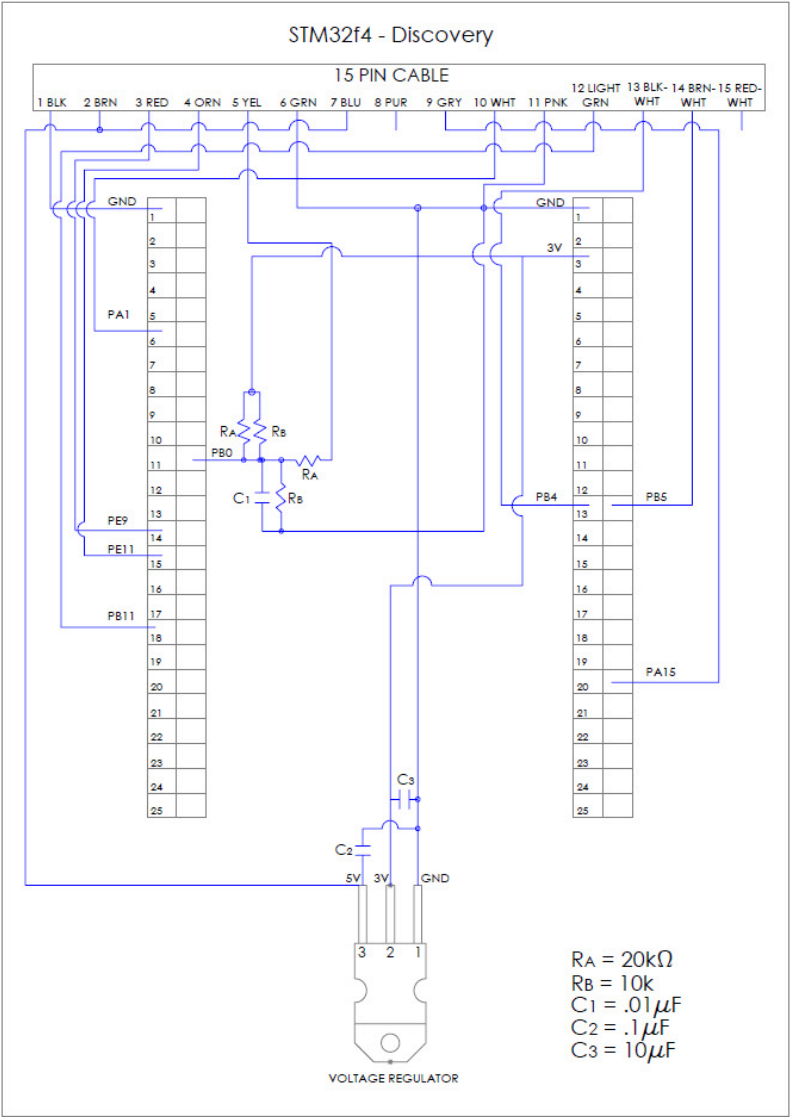 STM32f4 - Discovery
15 PIN CABLE
1 BLK 2 BRN 3 RED 4 ORN 5 YEL 6 GRN 7 BLU 8 PUR 9 GRY 10 WHT 11 PNK 12 LIGHT GRN 13 BLK-WHT 14 BRN-WHT 15 RED-WHT
GND
GND
1
1
2
3V
2
3
3
4
4
PA1
5
5
6
6
7
7
8
8
9
9
RA
RB
10
10
PB0
11
11
RA
12
12
C1
RB
PB4
PB5
13
13
PE9
14
14
PE11
15
15
16
16
PB11
17
17
18
18
19
19
PA15
20
20
21
21
22
22
23
23
C3
24
24
25
25
C2
5V 3V GND
3 2 1
RA = 20kΩ
RB = 10k
C1 = .01μF
C2 = .1μF
C3 = 10μF
VOLTAGE REGULATOR